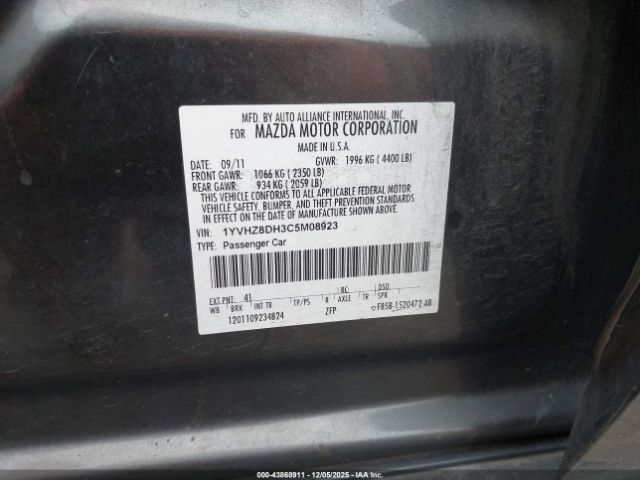 MFD. BY AUTO ALLIANCE INTERNATIONAL, INC.
FOR MAZDA MOTOR CORPORATION
MADE IN U.S.A.
DATE: 09/11 GVWR: 1996 KG ( 4400 LB)
FRONT GAWR: 1066 KG ( 2350 LB)
REAR GAWR: 934 KG ( 2059 LB)
THIS VEHICLE CONFORMS TO ALL APPLICABLE FEDERAL MOTOR
VEHICLE SAFETY, BUMPER, AND THEFT PREVENTION STANDARDS
IN EFFECT ON THE DATE OF MANUFACTURE SHOWN ABOVE.
VIN: 1YVHZ8DH3C5M08923
TYPE: Passenger Car
EXT PNT: 41 RC: DSO:
WB BRK INT TR TP/PS R AXLE TR SPR
1201109234824 ZFP F85B-1520472-AB
000-43868911 - 12/05/2025 - IAA Inc.